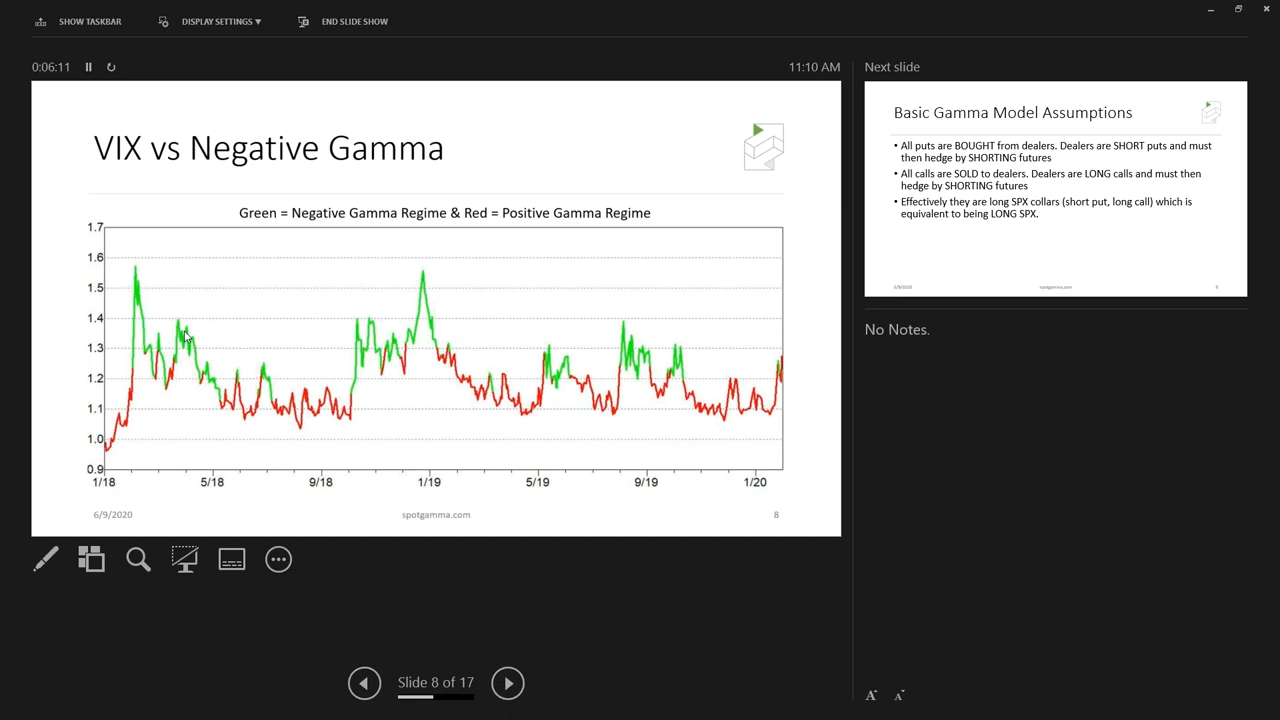 SHOW TASKBAR
DISPLAY SETTINGS ▼
END SLIDE SHOW
0:06:11
11:10 AM
VIX vs Negative Gamma
Green = Negative Gamma Regime & Red = Positive Gamma Regime
1.7
1.6
1.5
1.4
1.3
1.2
1.1
1.0
0.9
1/18
5/18
9/18
1/19
5/19
9/19
1/20
6/9/2020
spotgamma.com
8
Slide 8 of 17
Next slide
Basic Gamma Model Assumptions
• All puts are BOUGHT from dealers. Dealers are SHORT puts and must
then hedge by SHORTING futures
• All calls are SOLD to dealers. Dealers are LONG calls and must then
hedge by SHORTING futures
• Effectively they are long SPX collars (short put, long call) which is
equivalent to being LONG SPX.
6/9/2020
spotgamma.com
9
No Notes.
A
A